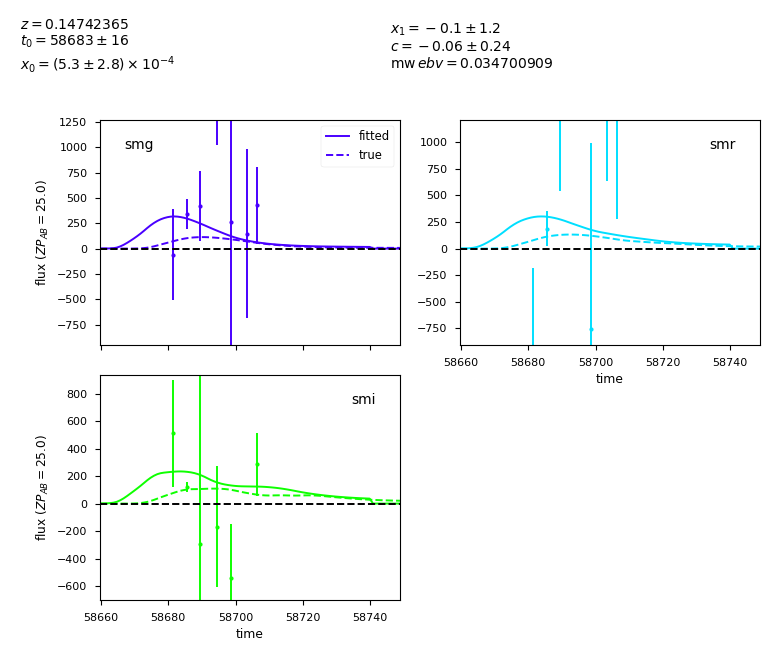 z = 0.14742365
t₀ = 58683 ± 16
x₀ = (5.3 ± 2.8) × 10⁻⁴
x₁ = −0.1 ± 1.2
c = −0.06 ± 0.24
mw ebv = 0.034700909
smg
fitted
true
1250
1000
750
500
250
0
−250
−500
−750
flux (ZP_AB = 25.0)
smr
1000
750
500
250
0
−250
−500
−750
58660 58680 58700 58720 58740
time
smi
800
600
400
200
0
−200
−400
−600
flux (ZP_AB = 25.0)
58660 58680 58700 58720 58740
time